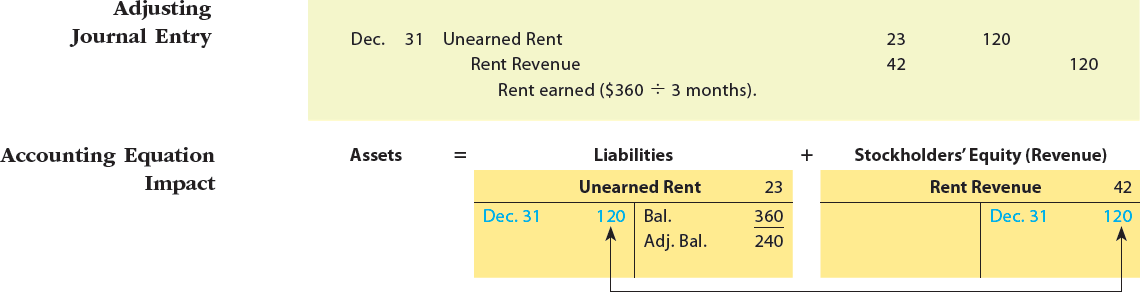 Adjusting
Journal Entry
Dec. 31 Unearned Rent 23 120
Rent Revenue 42 120
Rent earned ($360 ÷ 3 months).
Accounting Equation
Impact
Assets = Liabilities + Stockholders' Equity (Revenue)
Unearned Rent 23 Rent Revenue 42
Dec. 31 120 Bal. 360 Dec. 31 120
Adj. Bal. 240